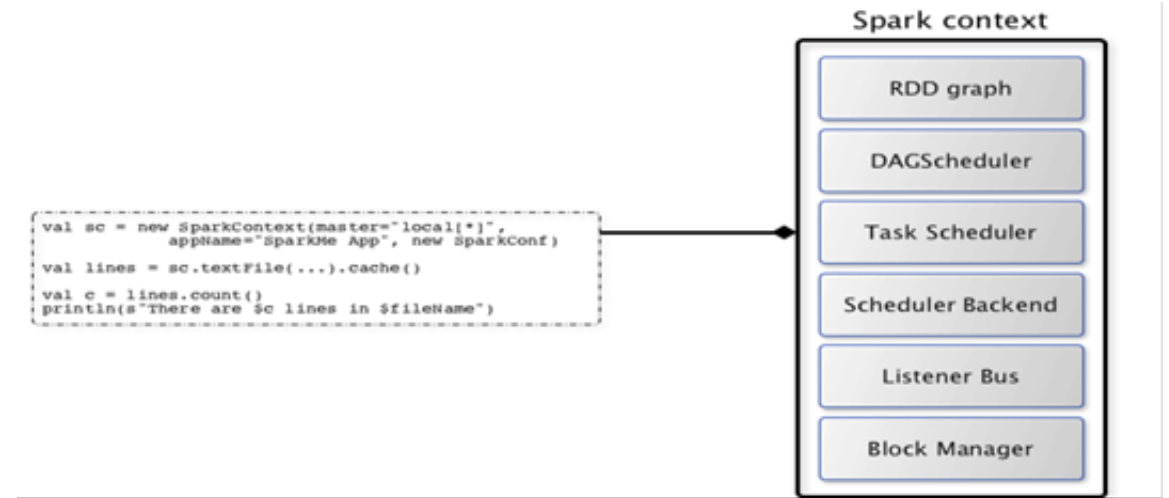 Spark context
RDD graph
DAGScheduler
Task Scheduler
Scheduler Backend
Listener Bus
Block Manager
val sc = new SparkContext(master="local[*]",
appName="SparkMe App", new SparkConf)
val lines = sc.textFile(...).cache()
val c = lines.count()
println(s"There are $c lines in $fileName")